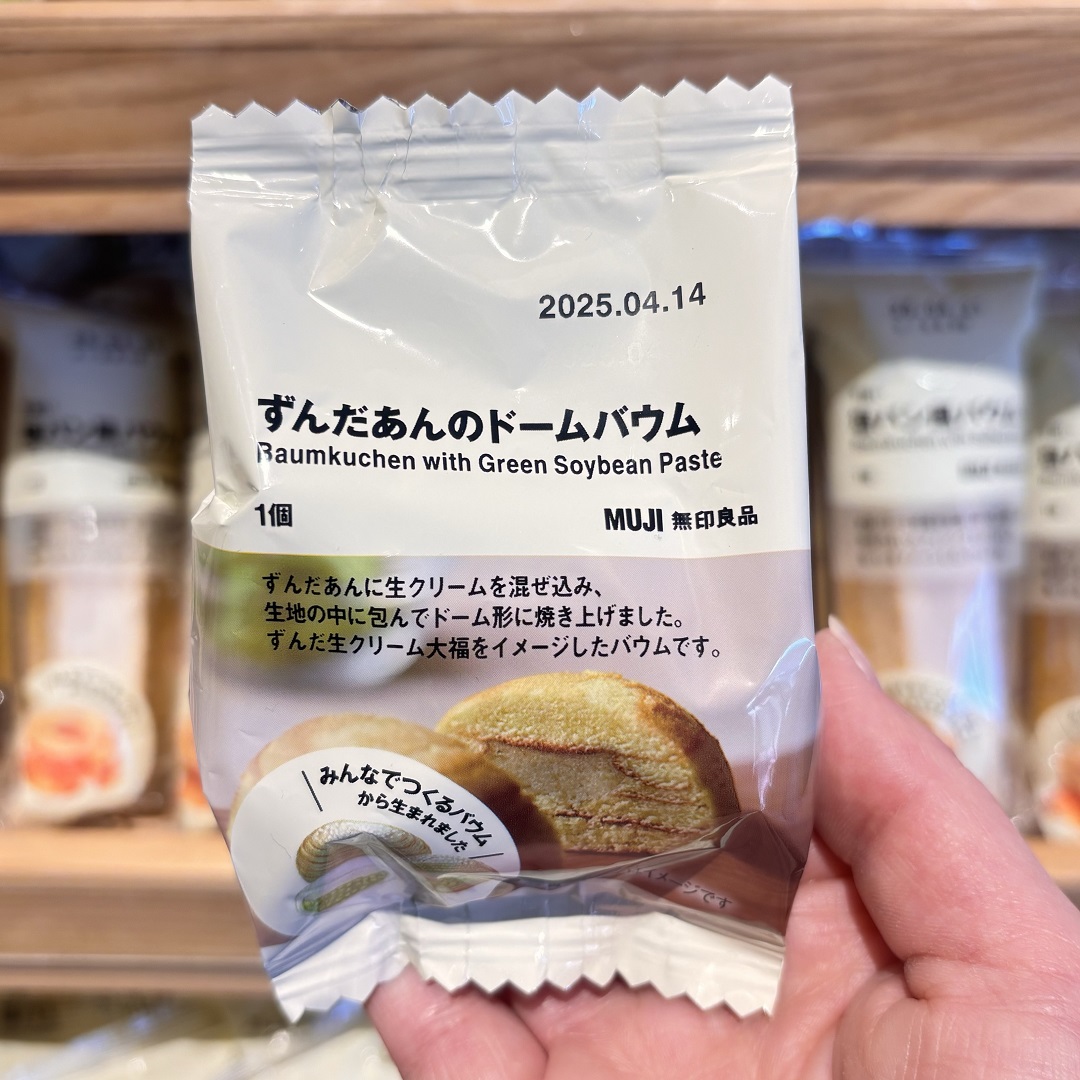 2025.04.14
ずんだあんのドームバウム
Baumkuchen with Green Soybean Paste
1個
MUJI 無印良品
ずんだあんに生クリームを混ぜ込み、
生地の中に包んでドーム形に焼き上げました。
ずんだ生クリーム大福をイメージしたバウムです。
みんなでつくるバウム
から生まれました
イメージです